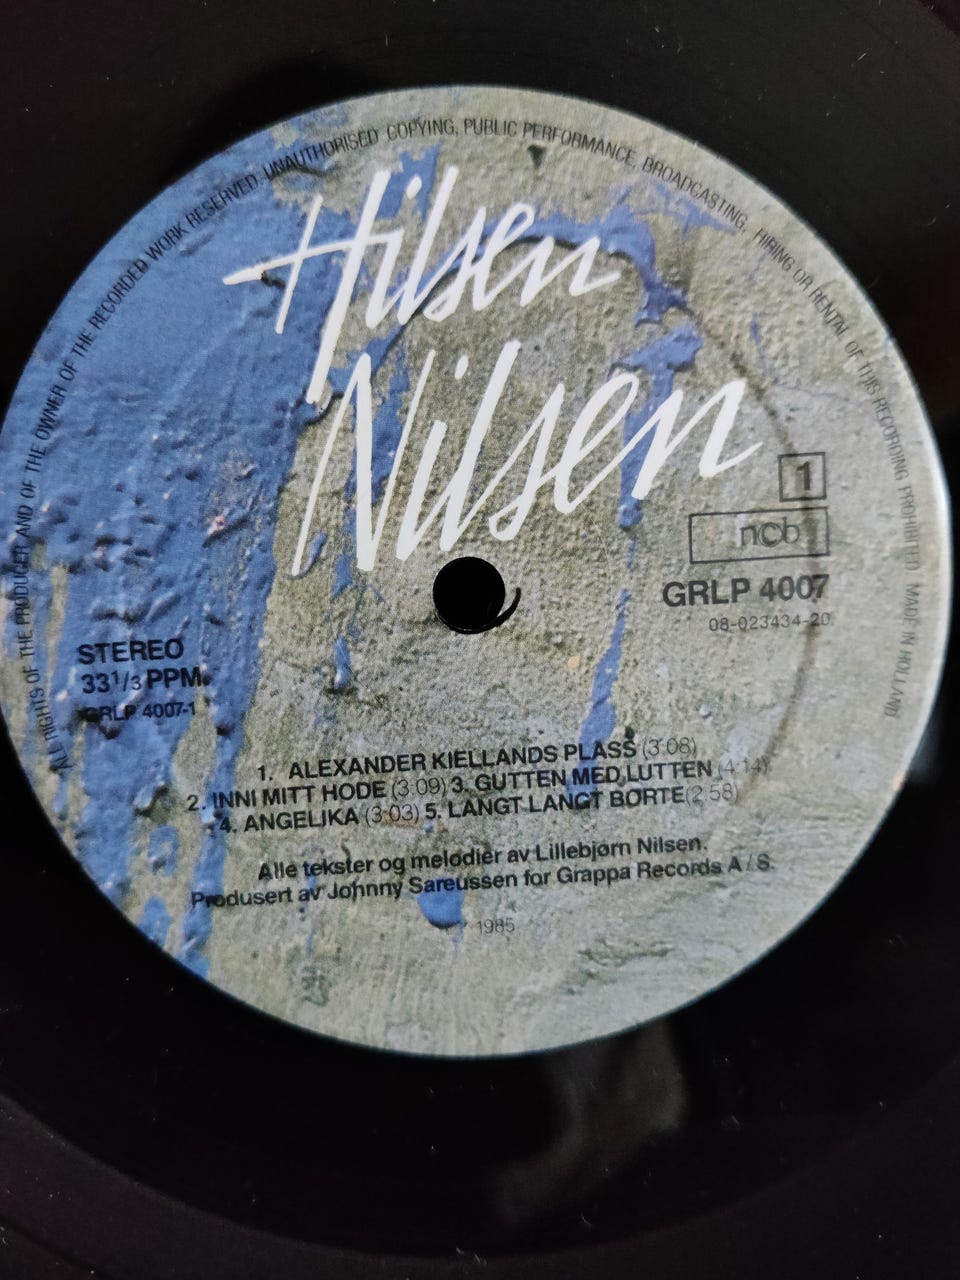 ALL RIGHTS OF THE PRODUCER AND OF THE OWNER OF THE RECORDED WORK RESERVED. UNAUTHORISED COPYING, PUBLIC PERFORMANCE, BROADCASTING, HIRING OR RENTAL OF THIS RECORDING PROHIBITED MADE IN HOLLAND
Hilsen
Nilsen
1
ncb
GRLP 4007
08-023434-20
STEREO
33 1/3 PPM.
GRLP 4007-1
1. ALEXANDER KIELLANDS PLASS (3:08)
2. INNI MITT HODE (3:09) 3. GUTTEN MED LUTTEN (4:14)
4. ANGELIKA (3:03) 5. LANGT LANGT BORTE (2:58)
Alle tekster og melodier av Lillebjørn Nilsen.
Produsert av Johnny Sareussen for Grappa Records A/S.
1985